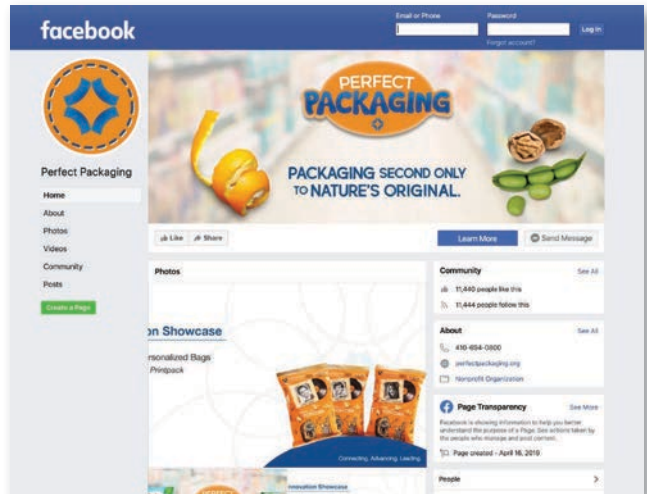 facebook
Email or Phone
Password
Log In
Forgot account?
PERFECT
PACKAGING
PACKAGING SECOND ONLY
TO NATURE'S ORIGINAL.
Perfect Packaging
Home
About
Photos
Videos
Community
Posts
Create a Page
Like
Share
Learn More
Send Message
Photos
on Showcase
rsonalized Bags
Printpack
Connecting. Advancing. Leading.
Innovation Showcase
Community
See All
11,440 people like this
11,444 people follow this
About
See All
410-694-0800
perfectpackaging.org
Nonprofit Organization
Page Transparency
See More
Facebook is showing information to help you better
understand the purpose of a Page. See actions taken by
the people who manage and post content.
Page created - April 16, 2019
People